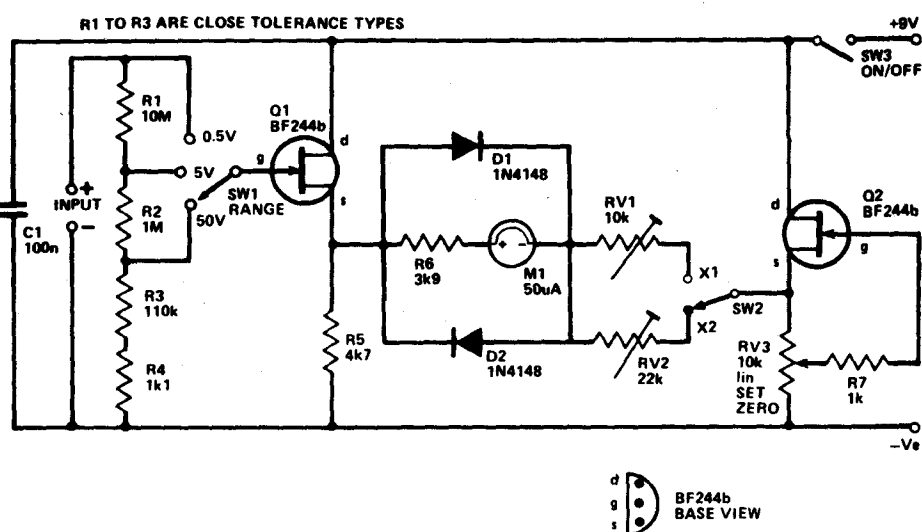 R1 TO R3 ARE CLOSE TOLERANCE TYPES
+9V
SW3
ON/OFF
R1
10M
Q1
BF244b
d
g
s
0.5V
5V
50V
SW1
RANGE
+
INPUT
–
C1
100n
R2
1M
R3
110k
R4
1k1
D1
1N4148
R6
3k9
+ –
M1
50uA
D2
1N4148
R5
4k7
RV1
10k
X1
X2
SW2
RV2
22k
Q2
BF244b
d
g
s
RV3
10k
lin
SET
ZERO
R7
1k
–Ve
d
g
s
BF244b
BASE VIEW